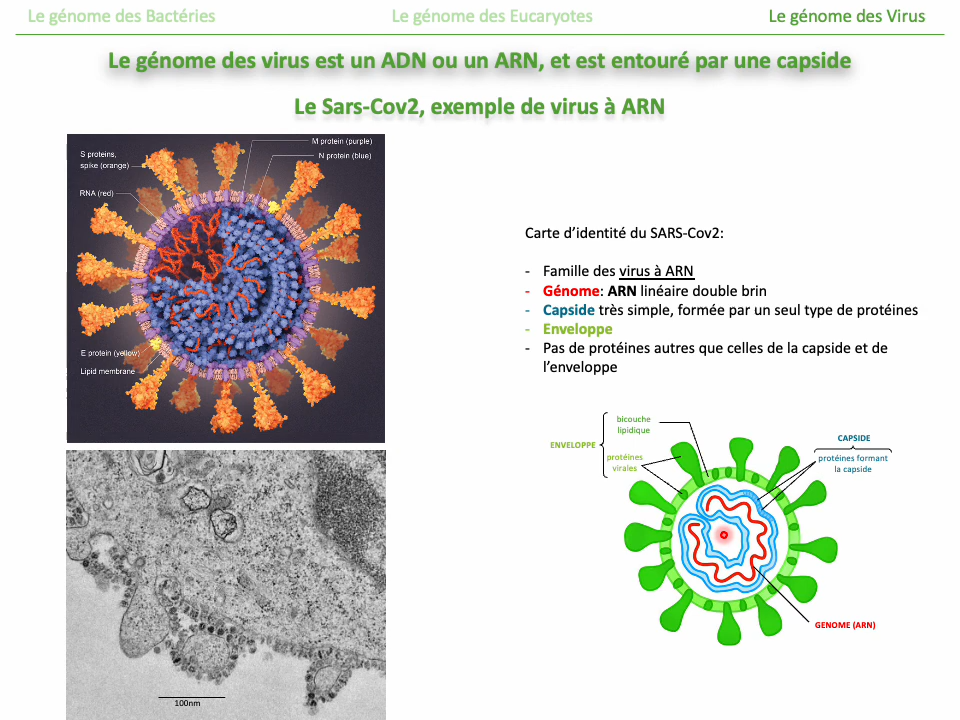 Le génome des Bactéries
Le génome des Eucaryotes
Le génome des Virus
Le génome des virus est un ADN ou un ARN, et est entouré par une capside
Le Sars-Cov2, exemple de virus à ARN
M protein (purple)
N protein (blue)
S proteins,
spike (orange)
RNA (red)
E protein (yellow)
Lipid membrane
100nm
Carte d’identité du SARS-Cov2:
- Famille des virus à ARN
- Génome: ARN linéaire double brin
- Capside très simple, formée par un seul type de protéines
- Enveloppe
- Pas de protéines autres que celles de la capside et de
l’enveloppe
bicouche
lipidique
ENVELOPPE
protéines
virales
CAPSIDE
protéines formant
la capside
GENOME (ARN)